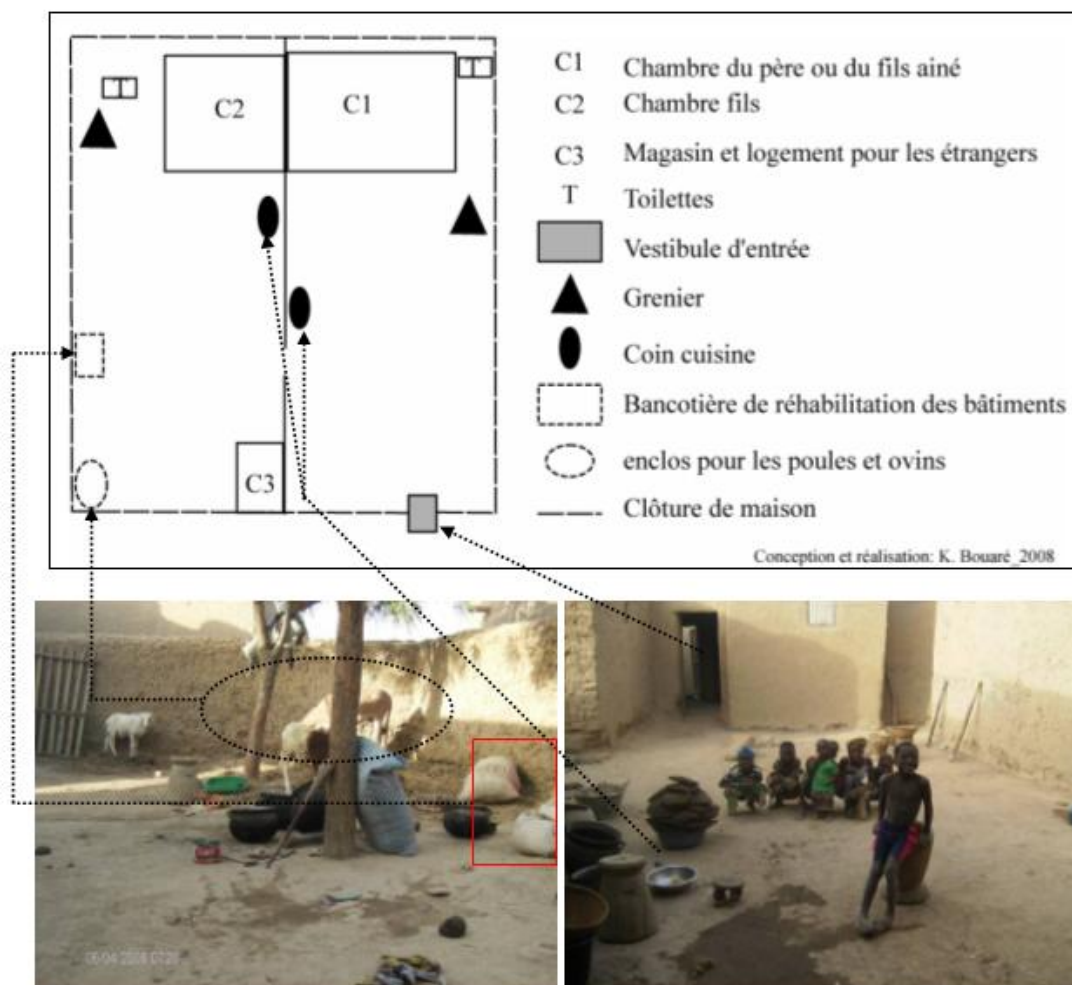 T
T
C2
C1
C3
C1 Chambre du père ou du fils ainé
C2 Chambre fils
C3 Magasin et logement pour les étrangers
T Toilettes
Vestibule d'entrée
Grenier
Coin cuisine
Bancotière de réhabilitation des bâtiments
enclos pour les poules et ovins
Clôture de maison
Conception et réalisation: K. Bouaré_2008